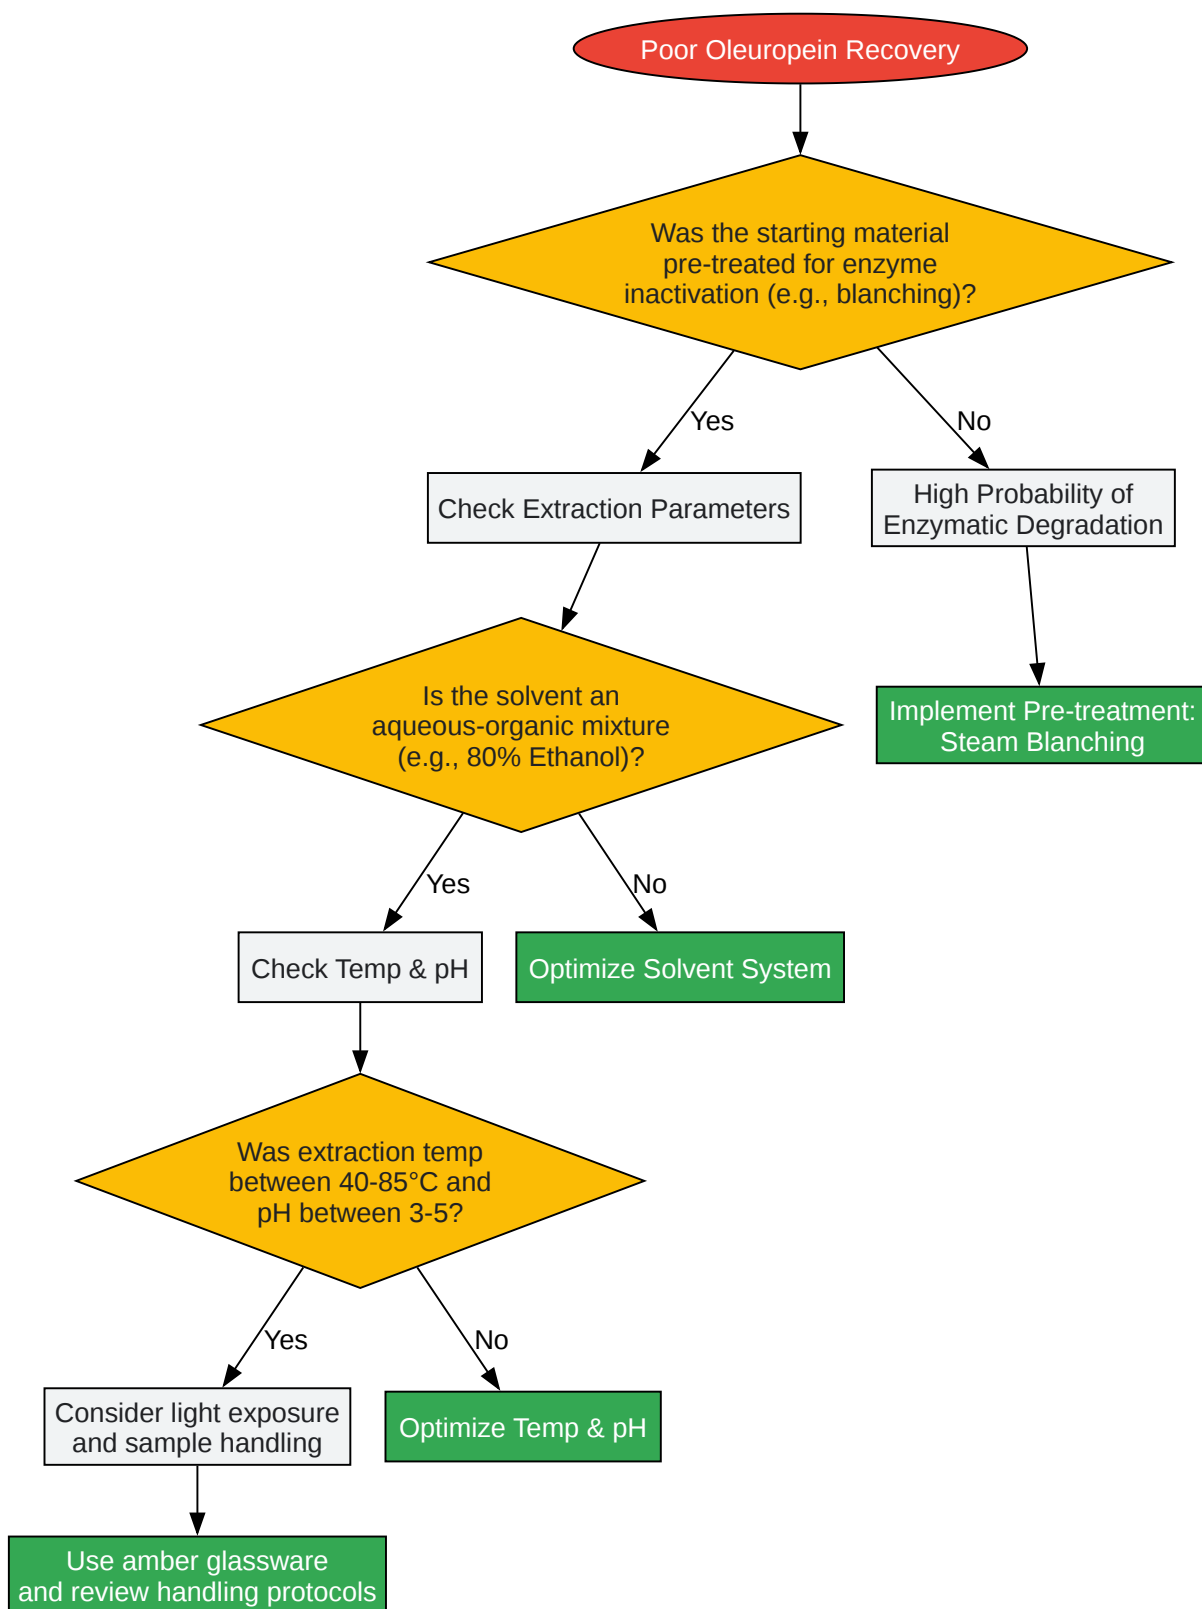 Poor Oleuropein Recovery
Was the starting material
pre-treated for enzyme
inactivation (e.g., blanching)?
Yes
No
Check Extraction Parameters
High Probability of
Enzymatic Degradation
Is the solvent an
aqueous-organic mixture
(e.g., 80% Ethanol)?
Implement Pre-treatment:
Steam Blanching
Yes
No
Check Temp & pH
Optimize Solvent System
Was extraction temp
between 40-85°C and
pH between 3-5?
Yes
No
Consider light exposure
and sample handling
Optimize Temp & pH
Use amber glassware
and review handling protocols